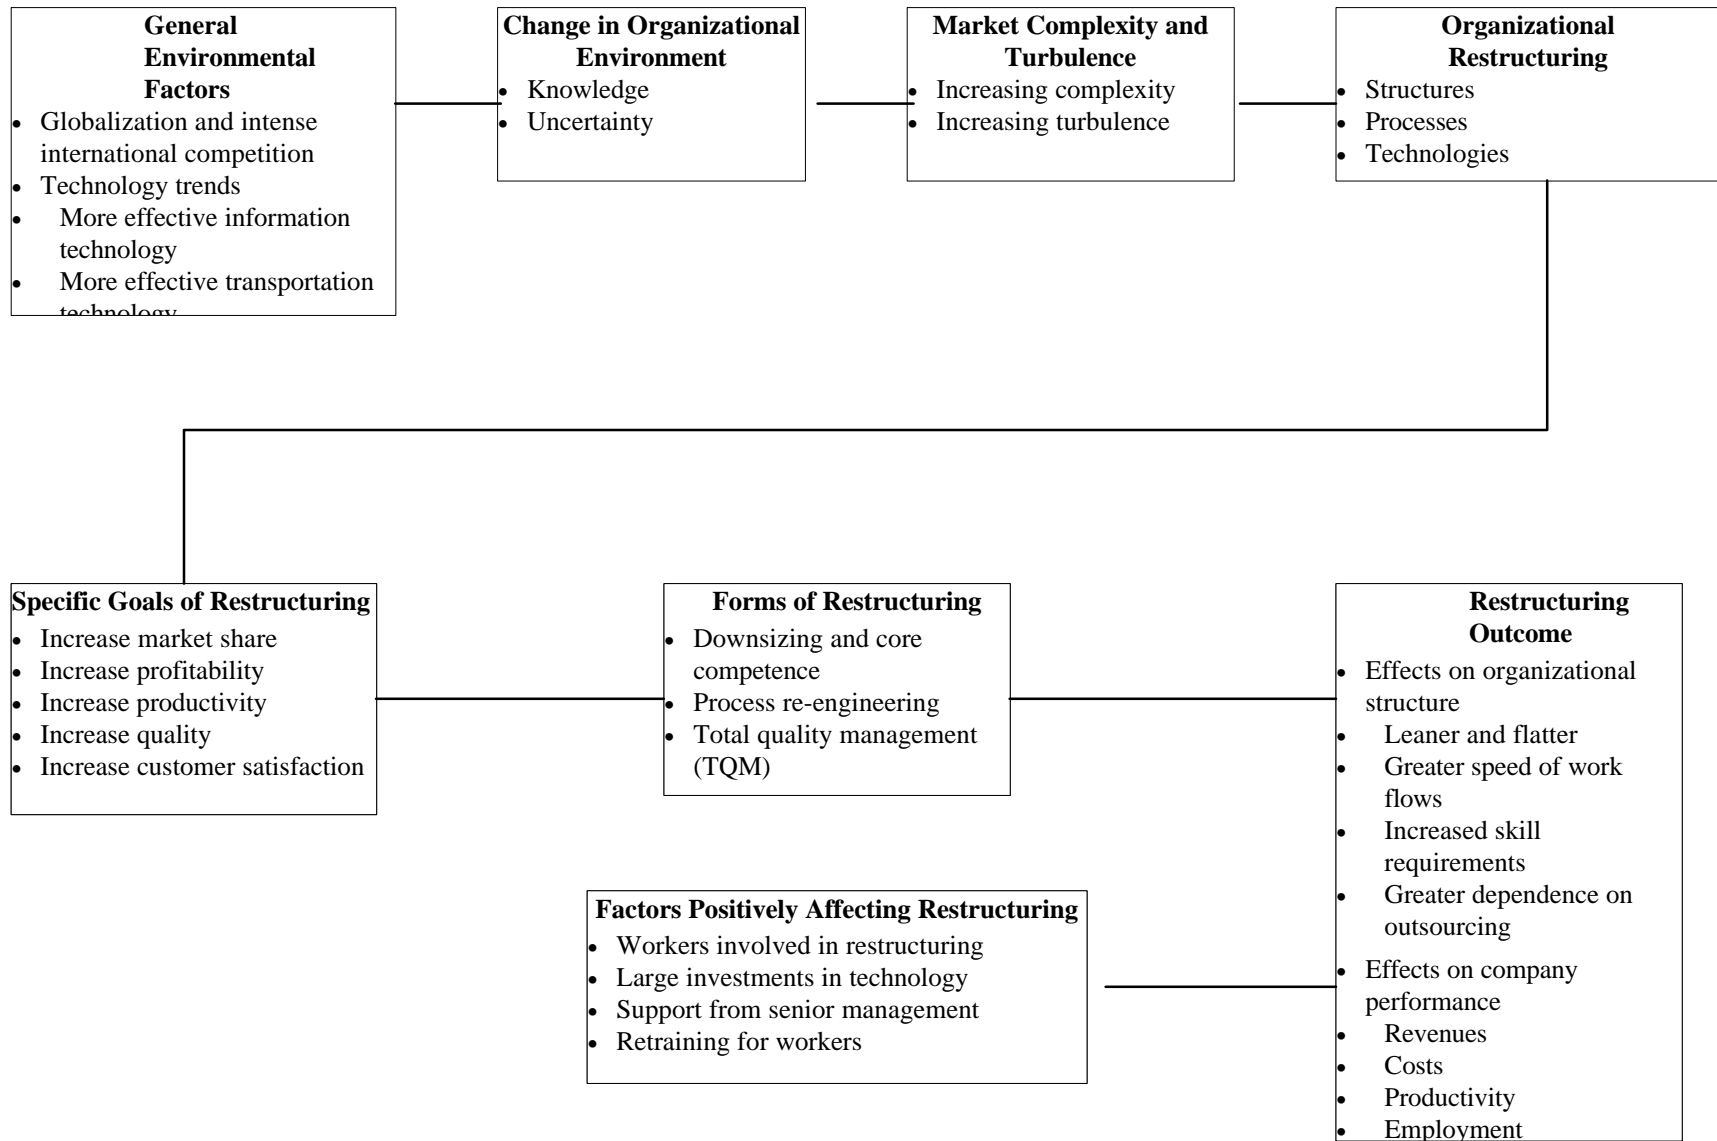 General
Environmental
Factors
• Globalization and intense
international competition
• Technology trends
• More effective information
technology
• More effective transportation
technology
Change in Organizational
Environment
• Knowledge
• Uncertainty
Market Complexity and
Turbulence
• Increasing complexity
• Increasing turbulence
Organizational
Restructuring
• Structures
• Processes
• Technologies
Specific Goals of Restructuring
• Increase market share
• Increase profitability
• Increase productivity
• Increase quality
• Increase customer satisfaction
Forms of Restructuring
• Downsizing and core
competence
• Process re-engineering
• Total quality management
(TQM)
Restructuring
Outcome
• Effects on organizational
structure
• Leaner and flatter
• Greater speed of work
flows
• Increased skill
requirements
• Greater dependence on
outsourcing
• Effects on company
performance
• Revenues
• Costs
• Productivity
• Employment
Factors Positively Affecting Restructuring
• Workers involved in restructuring
• Large investments in technology
• Support from senior management
• Retraining for workers